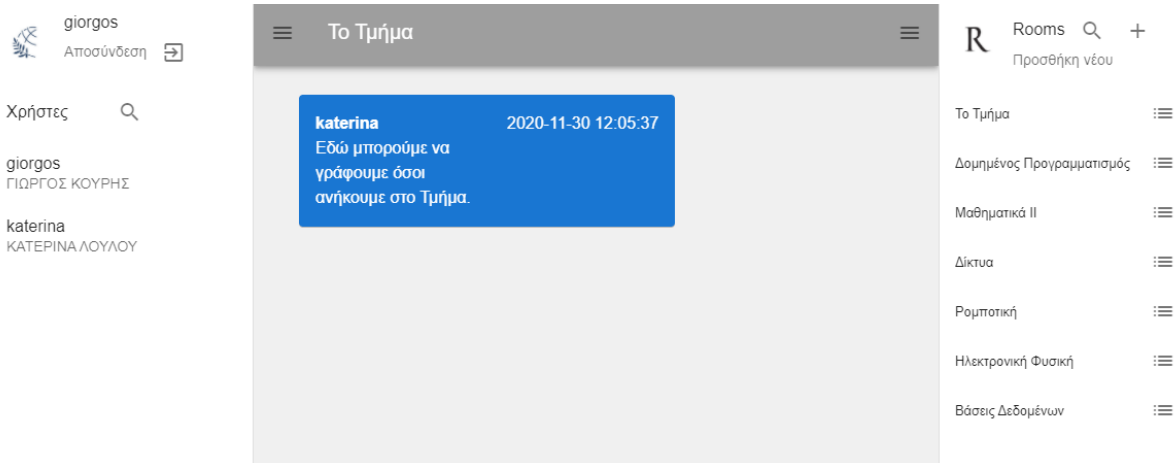 giorgos
Αποσύνδεση
Χρήστες
giorgos
ΓΙΩΡΓΟΣ ΚΟΥΡΗΣ
katerina
ΚΑΤΕΡΙΝΑ ΛΟΥΛΟΥ
Το Τμήμα
katerina 2020-11-30 12:05:37
Εδώ μπορούμε να
γράφουμε όσοι
ανήκουμε στο Τμήμα.
R
Rooms
Προσθήκη νέου
Το Τμήμα
Δομημένος Προγραμματισμός
Μαθηματικά ΙΙ
Δίκτυα
Ρομποτική
Ηλεκτρονική Φυσική
Βάσεις Δεδομένων